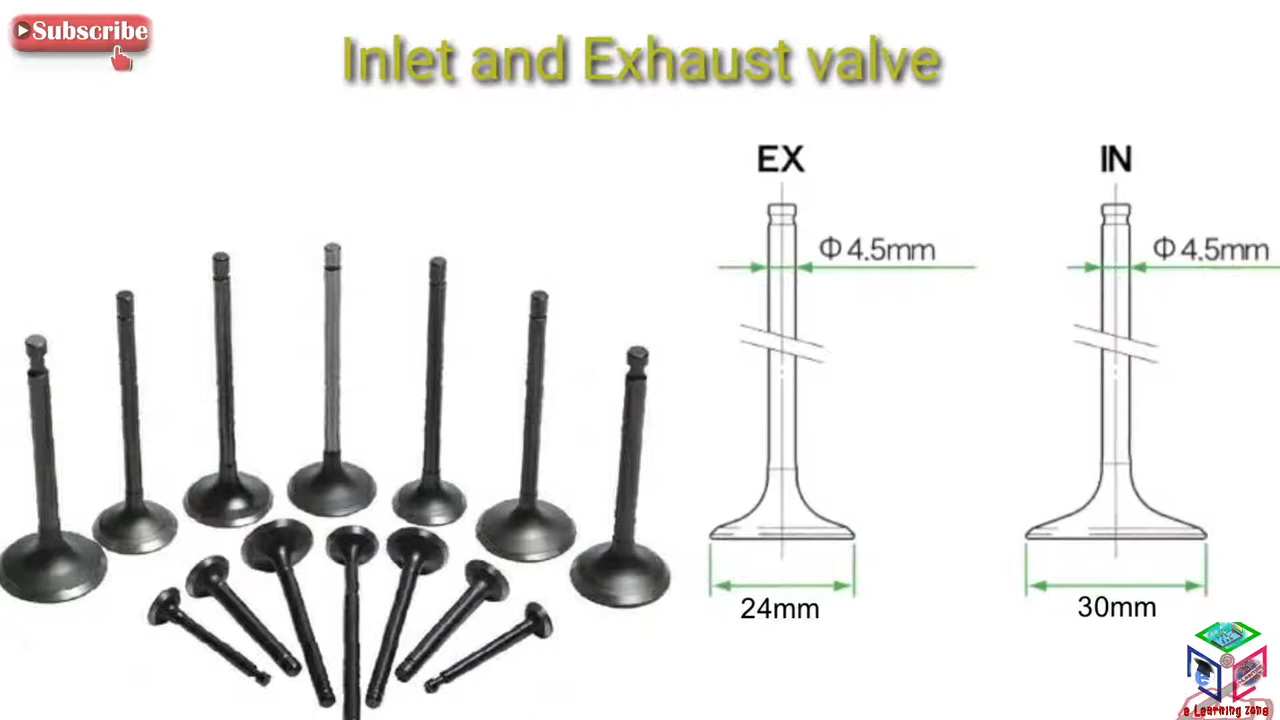 Subscribe
Inlet and Exhaust valve
EX
IN
Φ4.5mm
Φ4.5mm
24mm
30mm
e Learning Zone